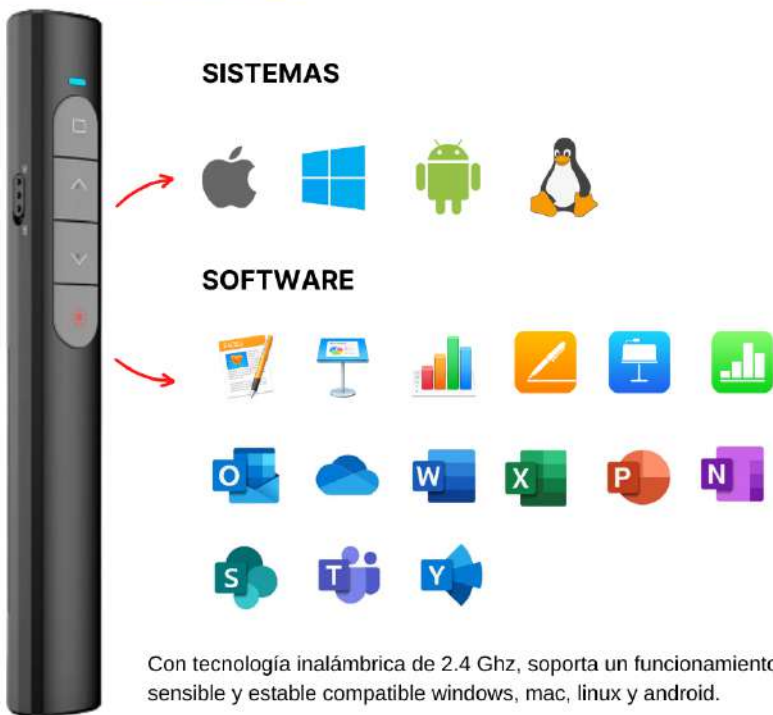 SISTEMAS
SOFTWARE
O
W
X
P
N
S
T
Y
Con tecnología inalámbrica de 2.4 Ghz, soporta un funcionamiento
sensible y estable compatible windows, mac, linux y android.